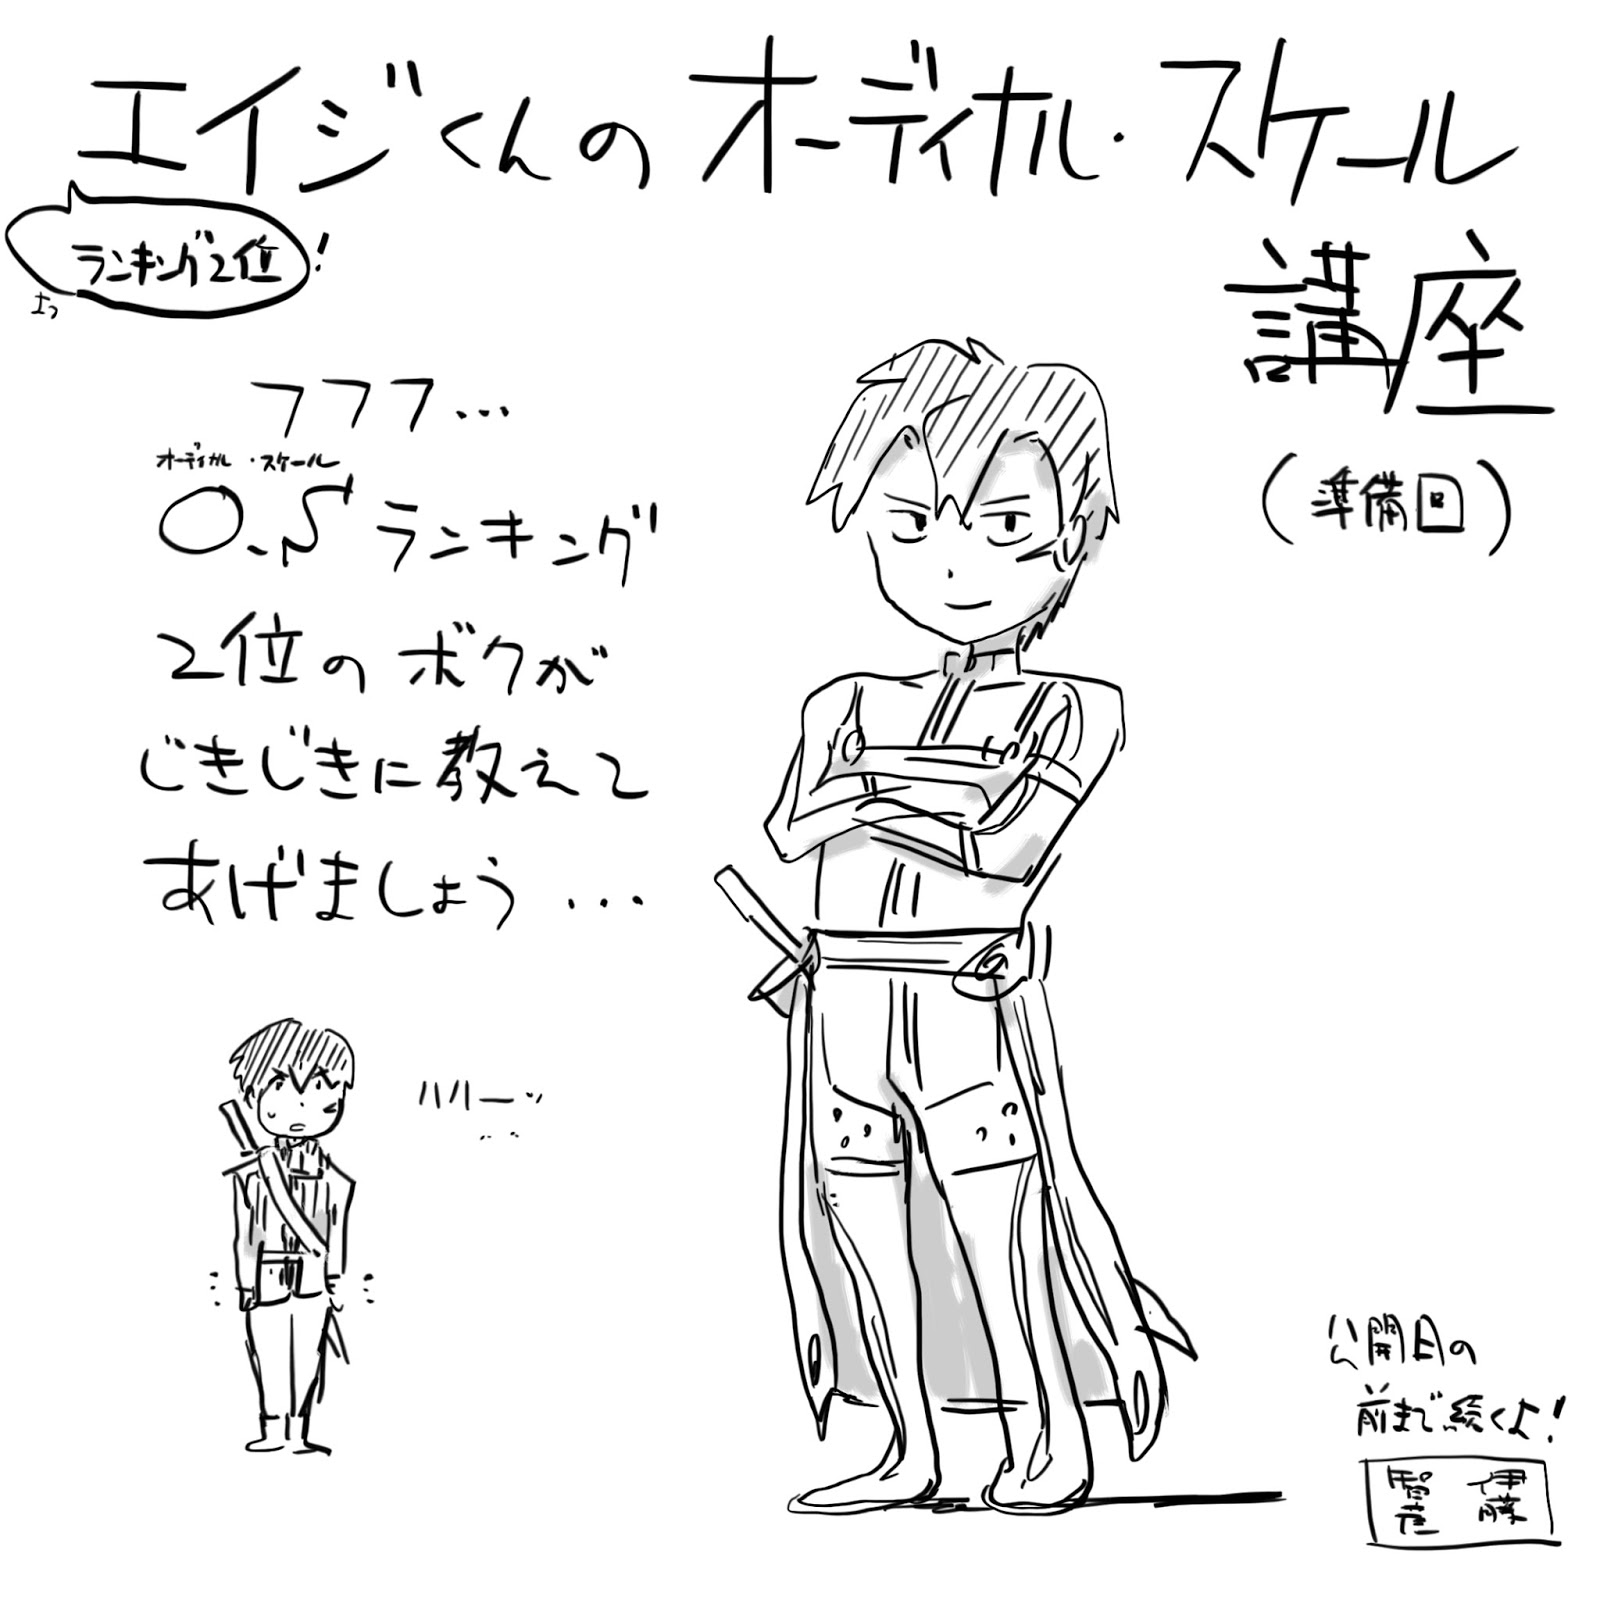 エイジくんのオーディナル・スケール
講座
(準備回)
ランキング2位!
フフフ…
オーディナル・スケール
O.S ランキング
2位のボクが
じきじきに教えて
あげましょう…
公開日の
前まで続くよ!
伊藤
智彦